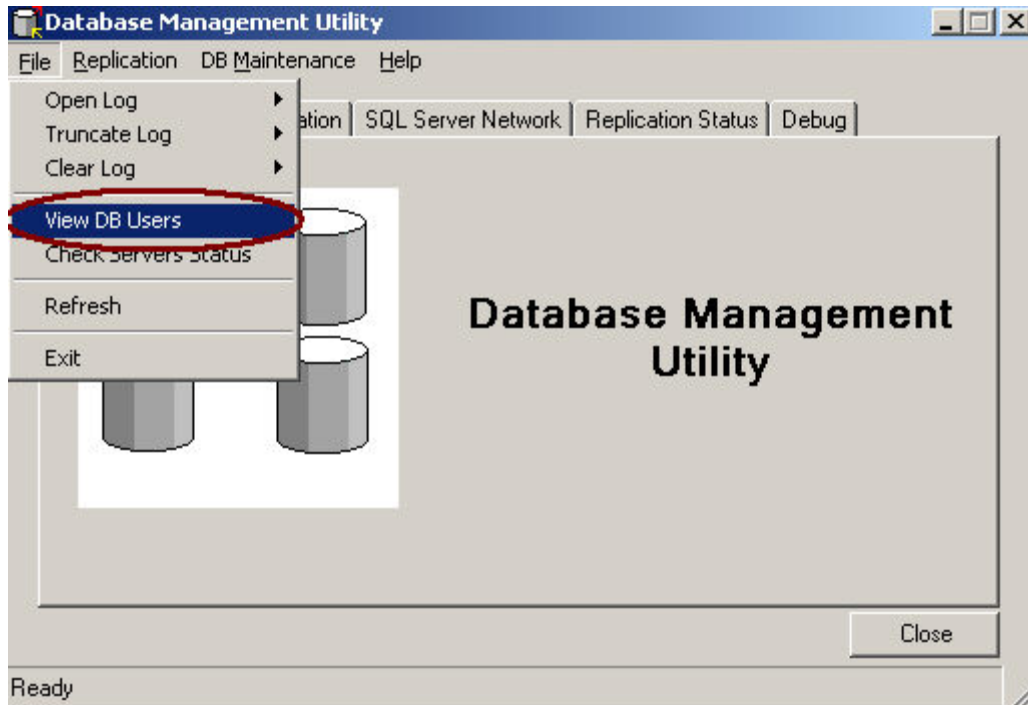 Database Management Utility
File Replication DB Maintenance Help
Open Log
Truncate Log
Clear Log
View DB Users
Check Servers Status
Refresh
Exit
SQL Server Network Replication Status Debug
Database Management
Utility
Close
Ready